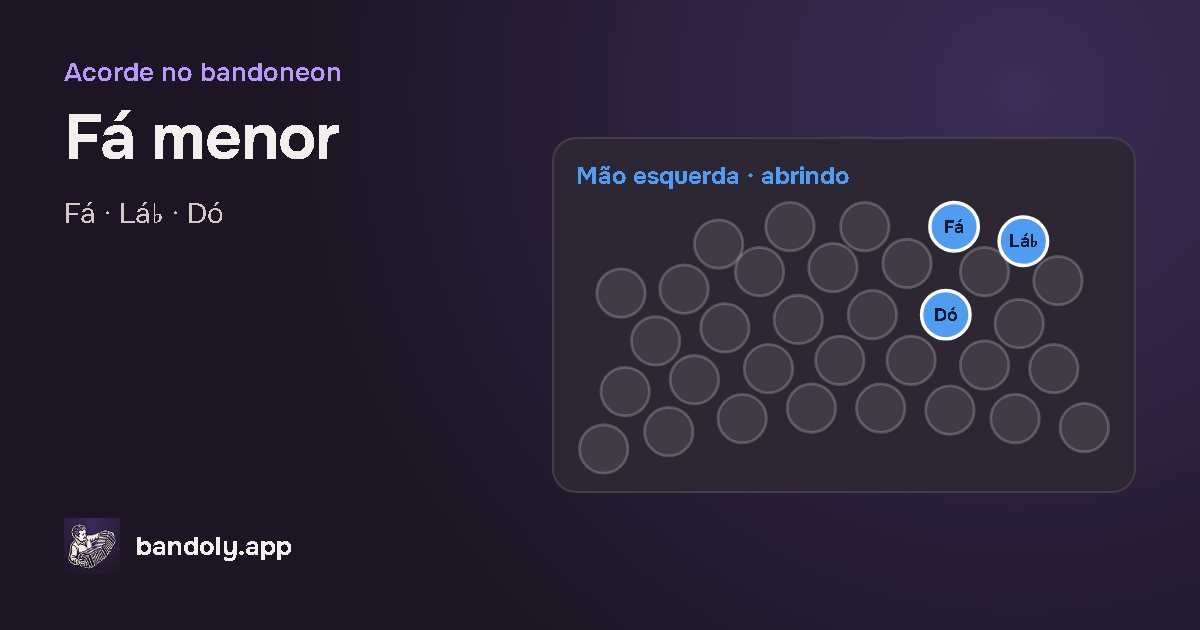 Acorde no bandoneon
Fá menor
Fá · Lá♭ · Dó
Mão esquerda · abrindo
Fá
Lá♭
Dó
bandoly.app